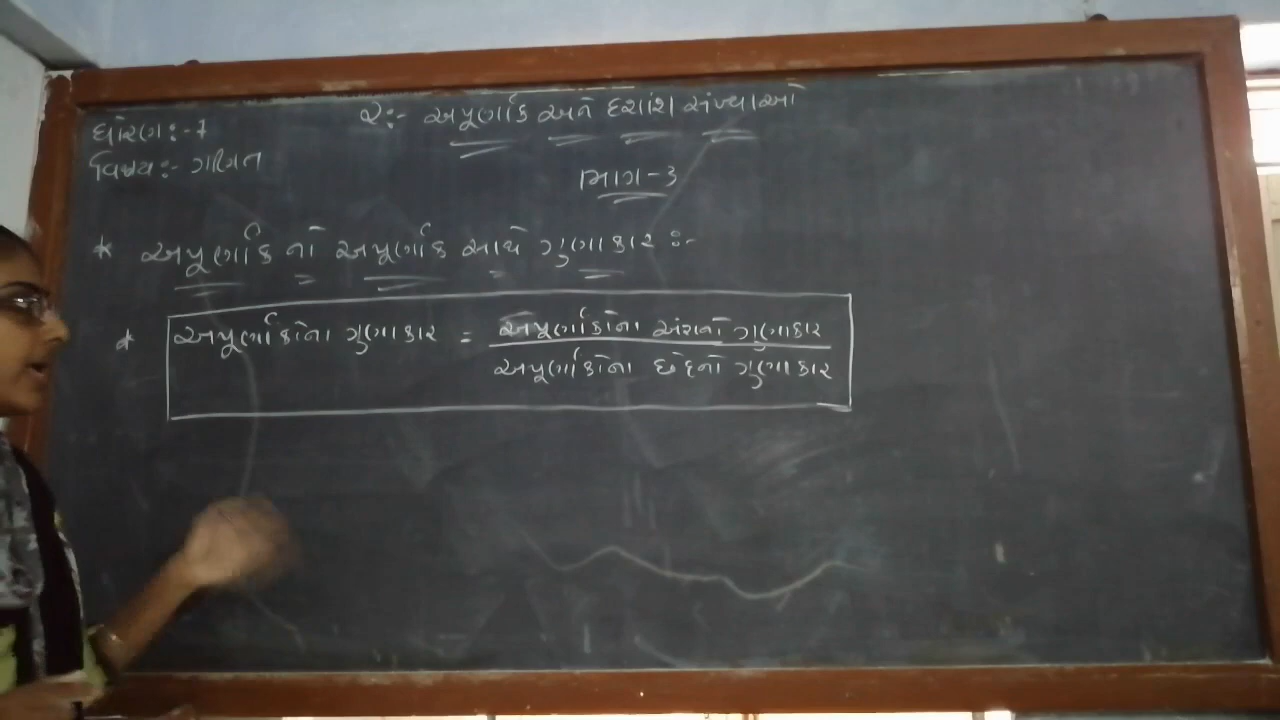 ૨:- અપૂર્ણાંક અને દશાંશ સંખ્યાઓ
ધોરણ:- ૭
વિષય:- ગણિત
ભાગ-૩
* અપૂર્ણાંક નો અપૂર્ણાંક સાથે ગુણાકાર :-
* અપૂર્ણાંકોના ગુણાકાર = અપૂર્ણાંકોના અંશનો ગુણાકાર
અપૂર્ણાંકોના છેદનો ગુણાકાર